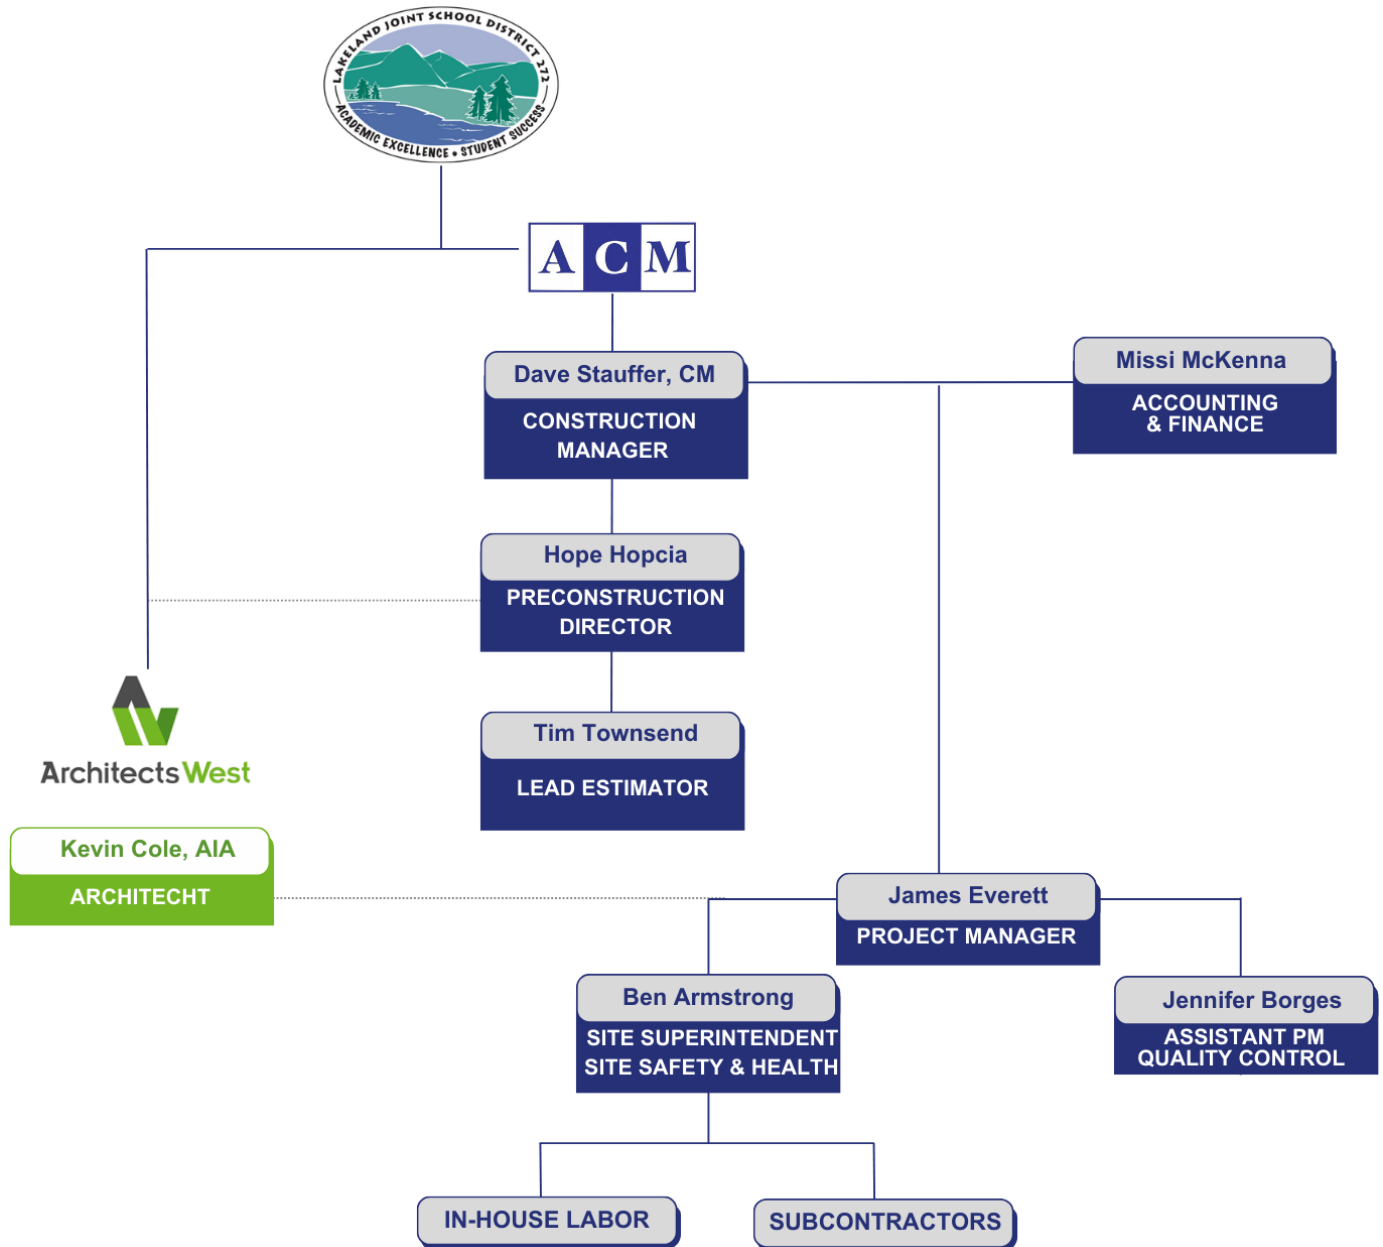 LAKELAND JOINT SCHOOL DISTRICT 272
ACADEMIC EXCELLENCE • STUDENT SUCCESS
ACM
Dave Stauffer, CM
CONSTRUCTION
MANAGER
Missi McKenna
ACCOUNTING
& FINANCE
Hope Hopcia
PRECONSTRUCTION
DIRECTOR
Tim Townsend
LEAD ESTIMATOR
ArchitectsWest
Kevin Cole, AIA
ARCHITECHT
James Everett
PROJECT MANAGER
Ben Armstrong
SITE SUPERINTENDENT
SITE SAFETY & HEALTH
Jennifer Borges
ASSISTANT PM
QUALITY CONTROL
IN-HOUSE LABOR
SUBCONTRACTORS